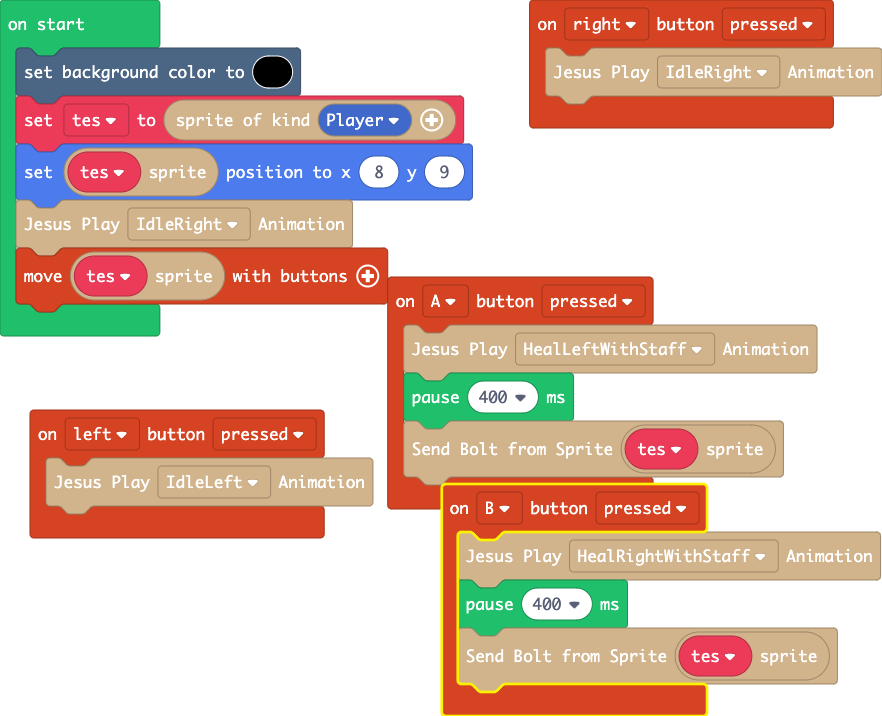 on start
set background color to
set tes to sprite of kind Player
set tes sprite position to x 8 y 9
Jesus Play IdleRight Animation
move tes sprite with buttons
on right button pressed
Jesus Play IdleRight Animation
on A button pressed
Jesus Play HealLeftWithStaff Animation
pause 400 ms
Send Bolt from Sprite tes sprite
on left button pressed
Jesus Play IdleLeft Animation
on B button pressed
Jesus Play HealRightWithStaff Animation
pause 400 ms
Send Bolt from Sprite tes sprite